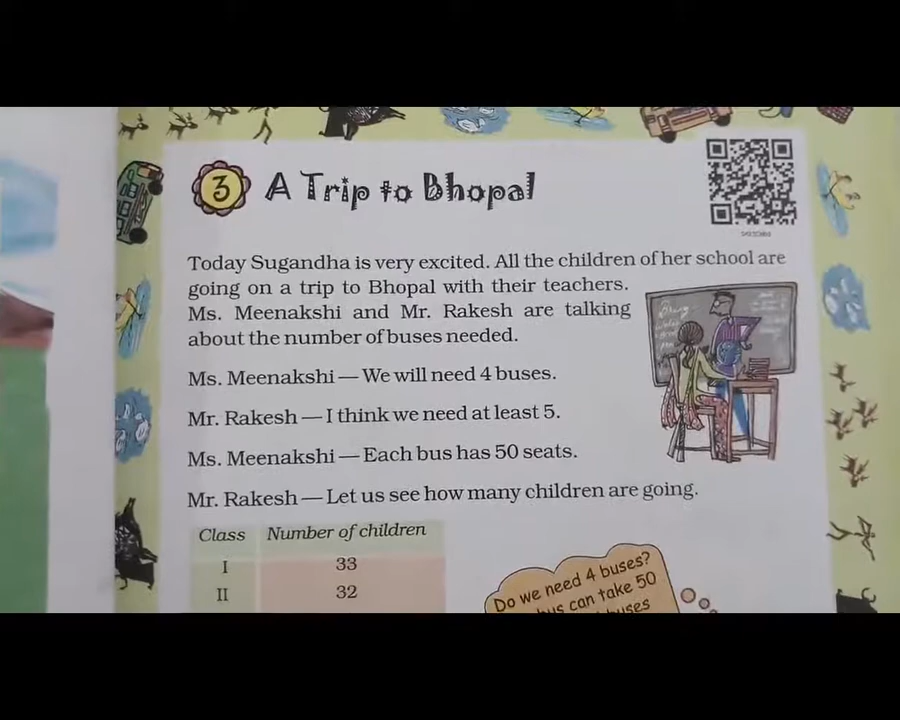 3
A Trip to Bhopal
Today Sugandha is very excited. All the children of her school are
going on a trip to Bhopal with their teachers.
Ms. Meenakshi and Mr. Rakesh are talking
about the number of buses needed.
Ms. Meenakshi — We will need 4 buses.
Mr. Rakesh — I think we need at least 5.
Ms. Meenakshi — Each bus has 50 seats.
Mr. Rakesh — Let us see how many children are going.
Class Number of children
I 33
II 32
Do we need 4 buses?
bus can take 50
buses